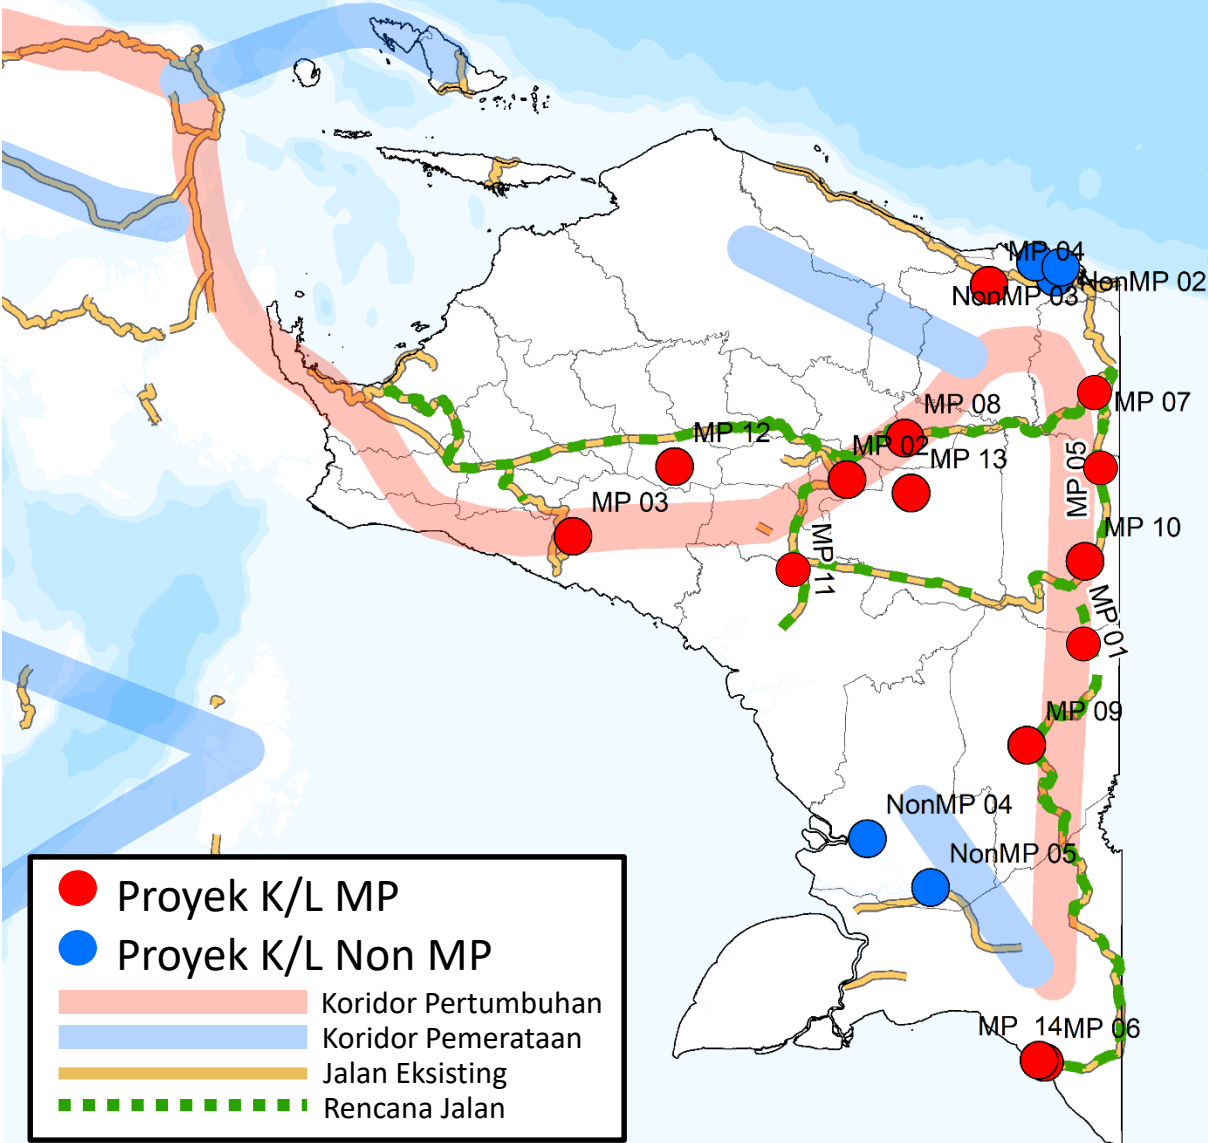 MP 04
NonMP 03
NonMP 02
MP 07
MP 08
MP 12
MP 02
MP 13
MP 05
MP 03
MP 10
MP 11
MP 01
MP 09
NonMP 04
NonMP 05
MP 14
MP 06
Proyek K/L MP
Proyek K/L Non MP
Koridor Pertumbuhan
Koridor Pemerataan
Jalan Eksisting
Rencana Jalan